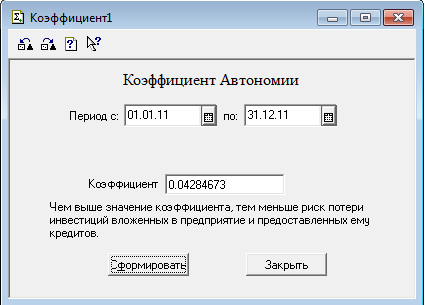 Коэффициент1
Коэффициент Автономии
Период с: 01.01.11 по: 31.12.11
Коэффициент 0.04284673
Чем выше значение коэффициента, тем меньше риск потери
инвестиций вложенных в предприятие и предоставленных ему
кредитов.
Сформировать Закрыть